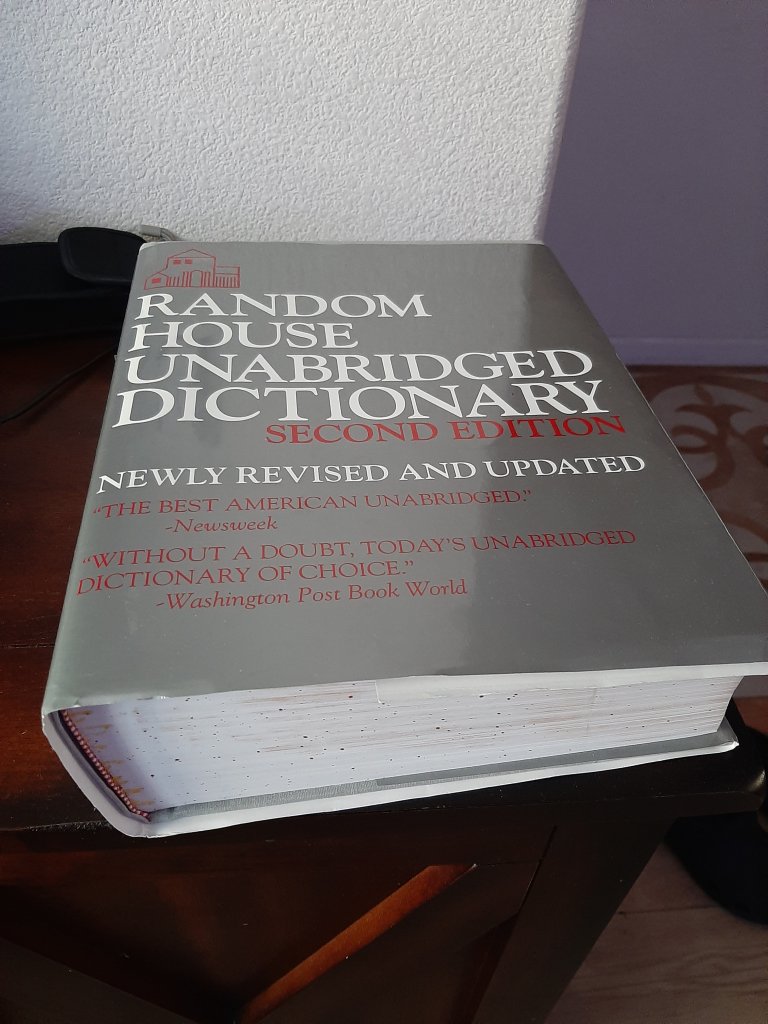 RANDOM
HOUSE
UNABRIDGED
DICTIONARY
SECOND EDITION
NEWLY REVISED AND UPDATED
“THE BEST AMERICAN UNABRIDGED.”
-Newsweek
“WITHOUT A DOUBT, TODAY’S UNABRIDGED
DICTIONARY OF CHOICE.”
-Washington Post Book World